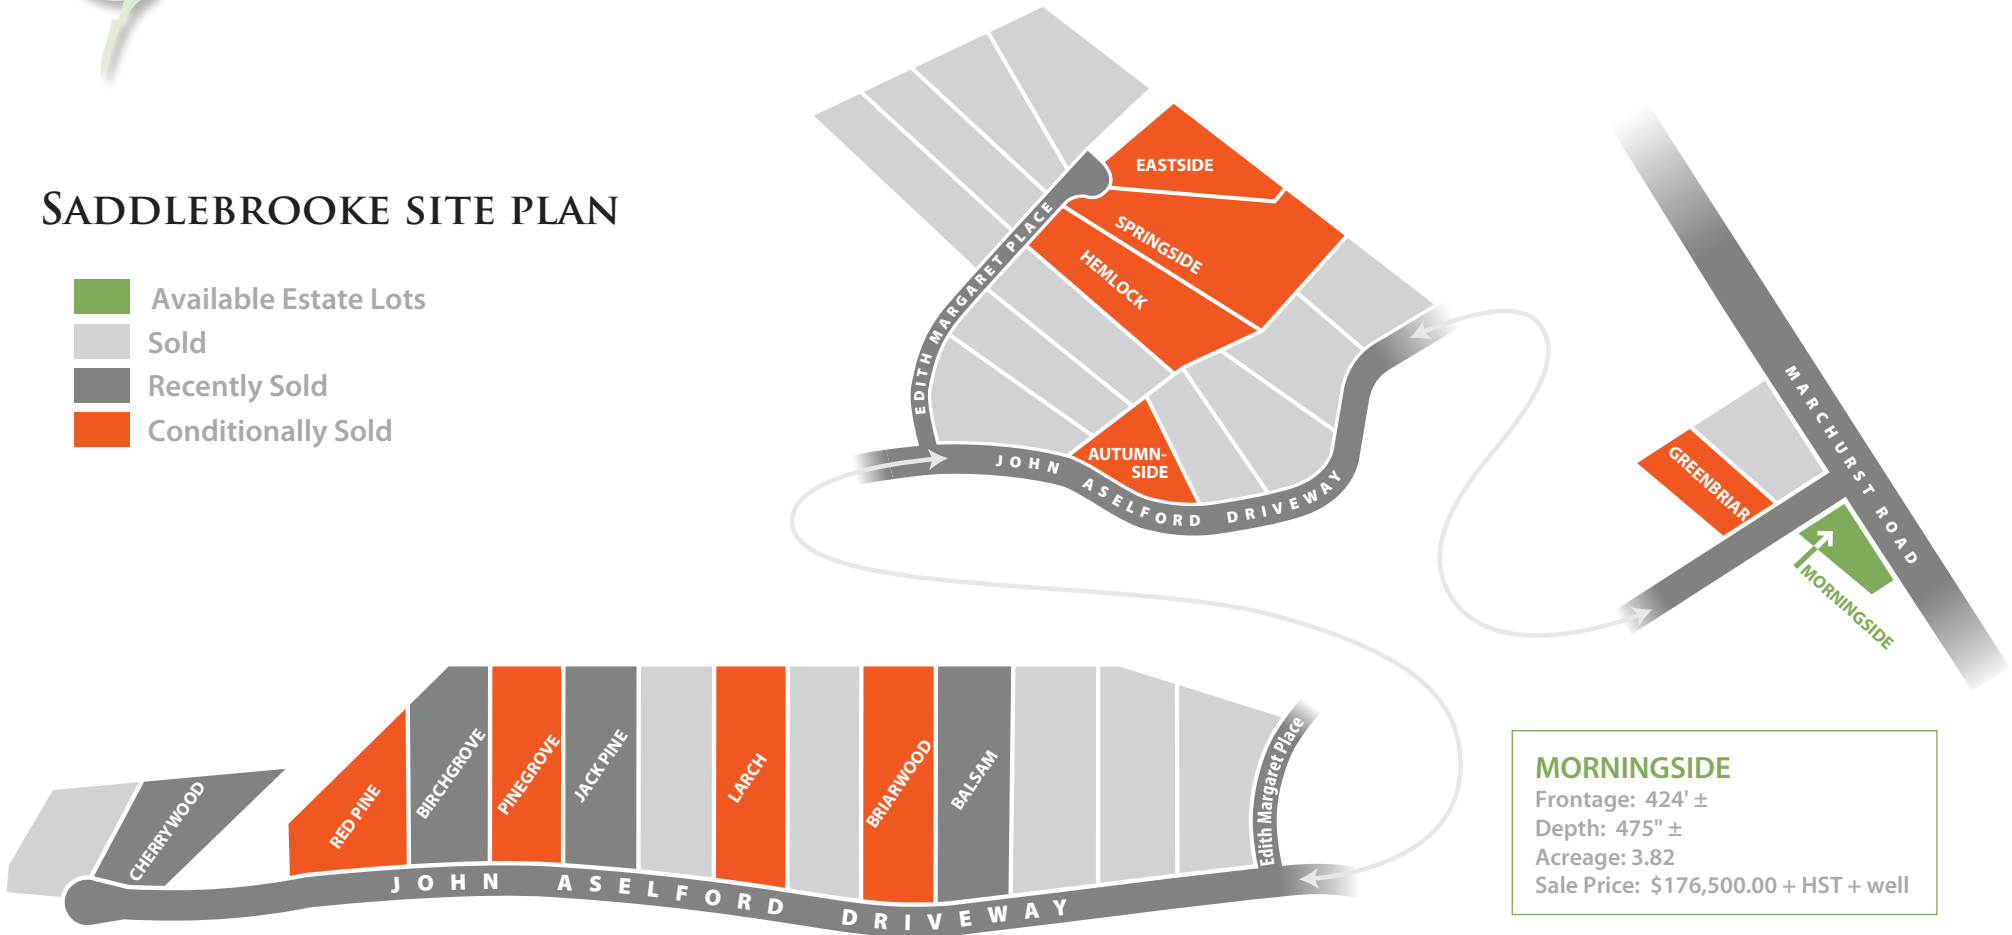 SADDLEBROOKE SITE PLAN
Available Estate Lots
Sold
Recently Sold
Conditionally Sold
EASTSIDE
SPRINGSIDE
HEMLOCK
EDITH MARGARET PLACE
AUTUMN-
SIDE
JOHN ASELFORD DRIVEWAY
MARCHURST ROAD
GREENBRIAR
MORNINGSIDE
CHERRYWOOD
RED PINE
BIRCHGROVE
PINEGROVE
JACK PINE
LARCH
BRIARWOOD
BALSAM
Edith Margaret Place
JOHN ASELFORD DRIVEWAY
MORNINGSIDE
Frontage: 424' ±
Depth: 475" ±
Acreage: 3.82
Sale Price: $176,500.00 + HST + well